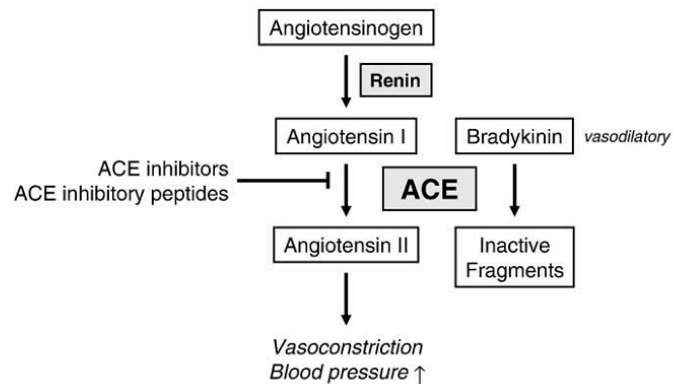 Angiotensinogen
Renin
Angiotensin I
Bradykinin
vasodilatory
ACE inhibitors
ACE inhibitory peptides
ACE
Angiotensin II
Inactive
Fragments
Vasoconstriction
Blood pressure ↑